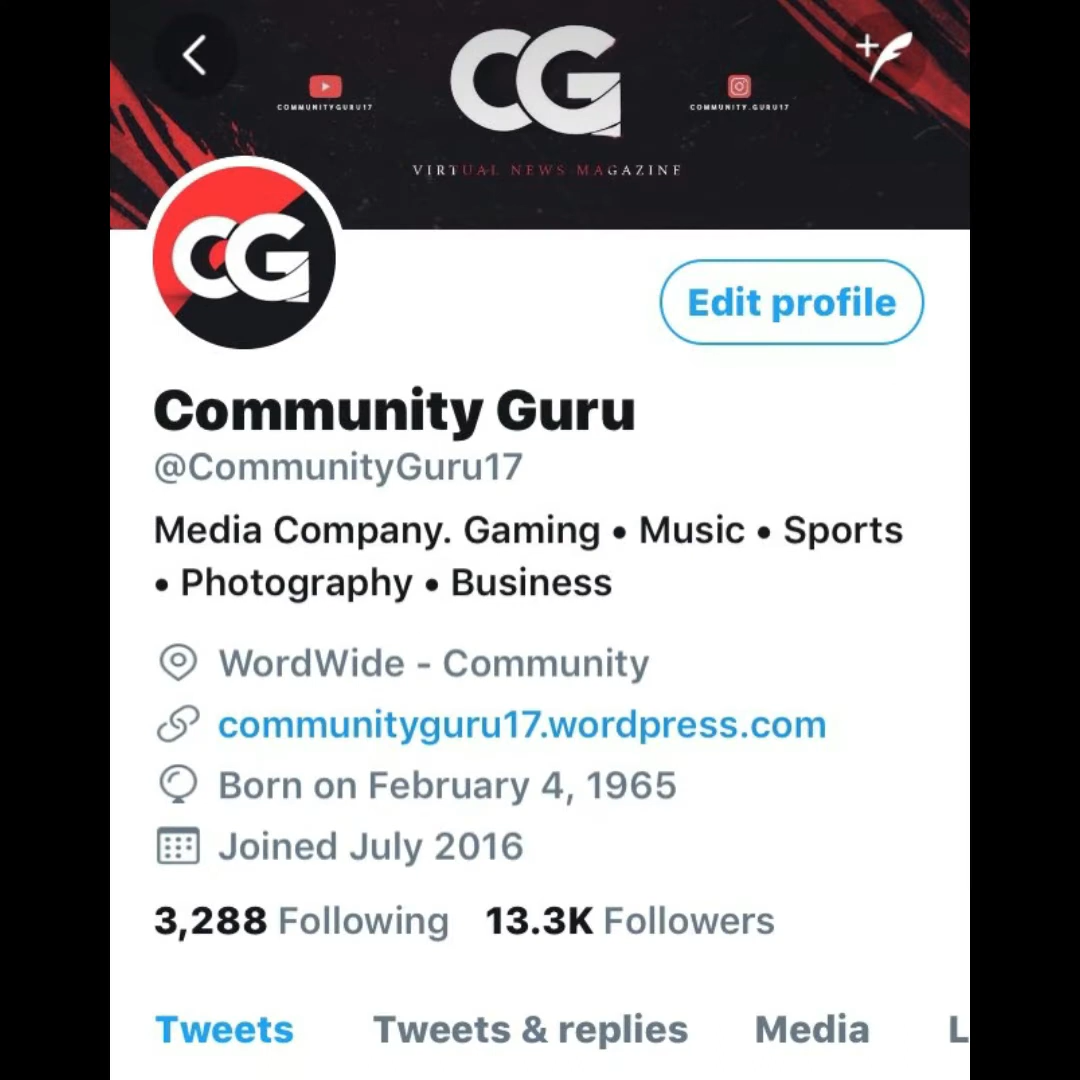 CG
COMMUNITYGURU17
COMMUNITY.GURU17
VIRTUAL NEWS MAGAZINE
CG
Edit profile
Community Guru
@CommunityGuru17
Media Company. Gaming • Music • Sports
• Photography • Business
WordWide - Community
communityguru17.wordpress.com
Born on February 4, 1965
Joined July 2016
3,288 Following 13.3K Followers
Tweets Tweets & replies Media L